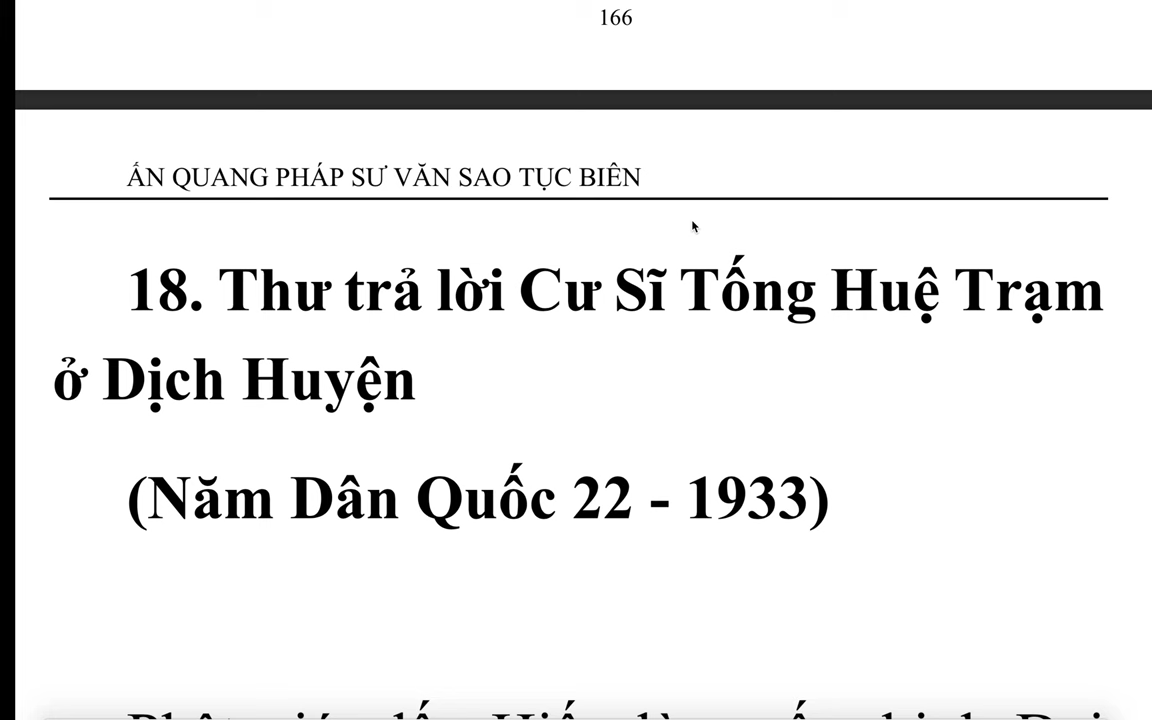 166
ẤN QUANG PHÁP SƯ VĂN SAO TỤC BIÊN
18. Thư trả lời Cư Sĩ Tống Huệ Trạm
ở Dịch Huyện
(Năm Dân Quốc 22 - 1933)